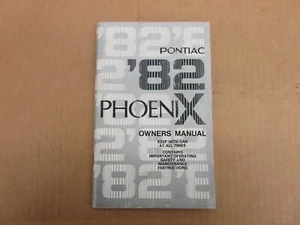 PONTIAC
'82
PHOENIX
OWNERS MANUAL
KEEP WITH CAR
AT ALL TIMES
CONTAINS
IMPORTANT OPERATING
SAFETY AND
MAINTENANCE
INSTRUCTIONS